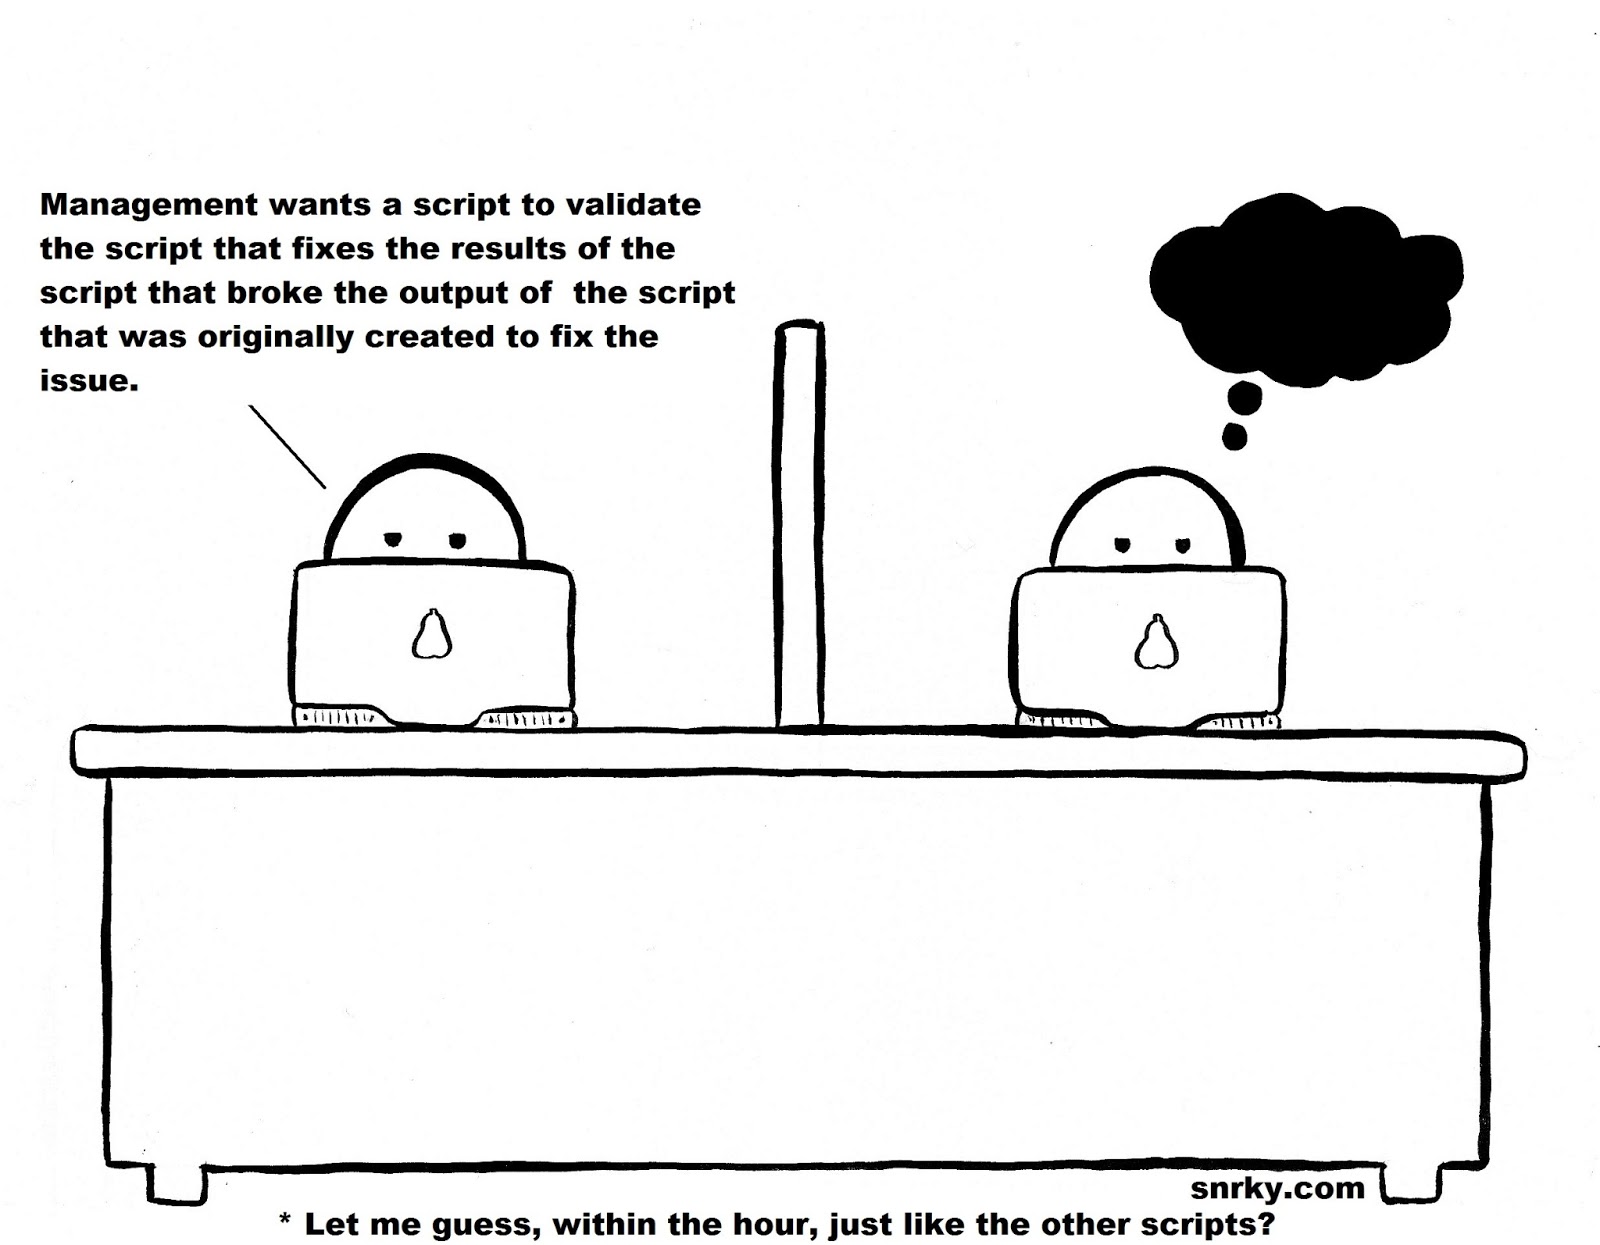 Management wants a script to validate
the script that fixes the results of the
script that broke the output of  the script
that was originally created to fix the
issue.
snrky.com
* Let me guess, within the hour, just like the other scripts?